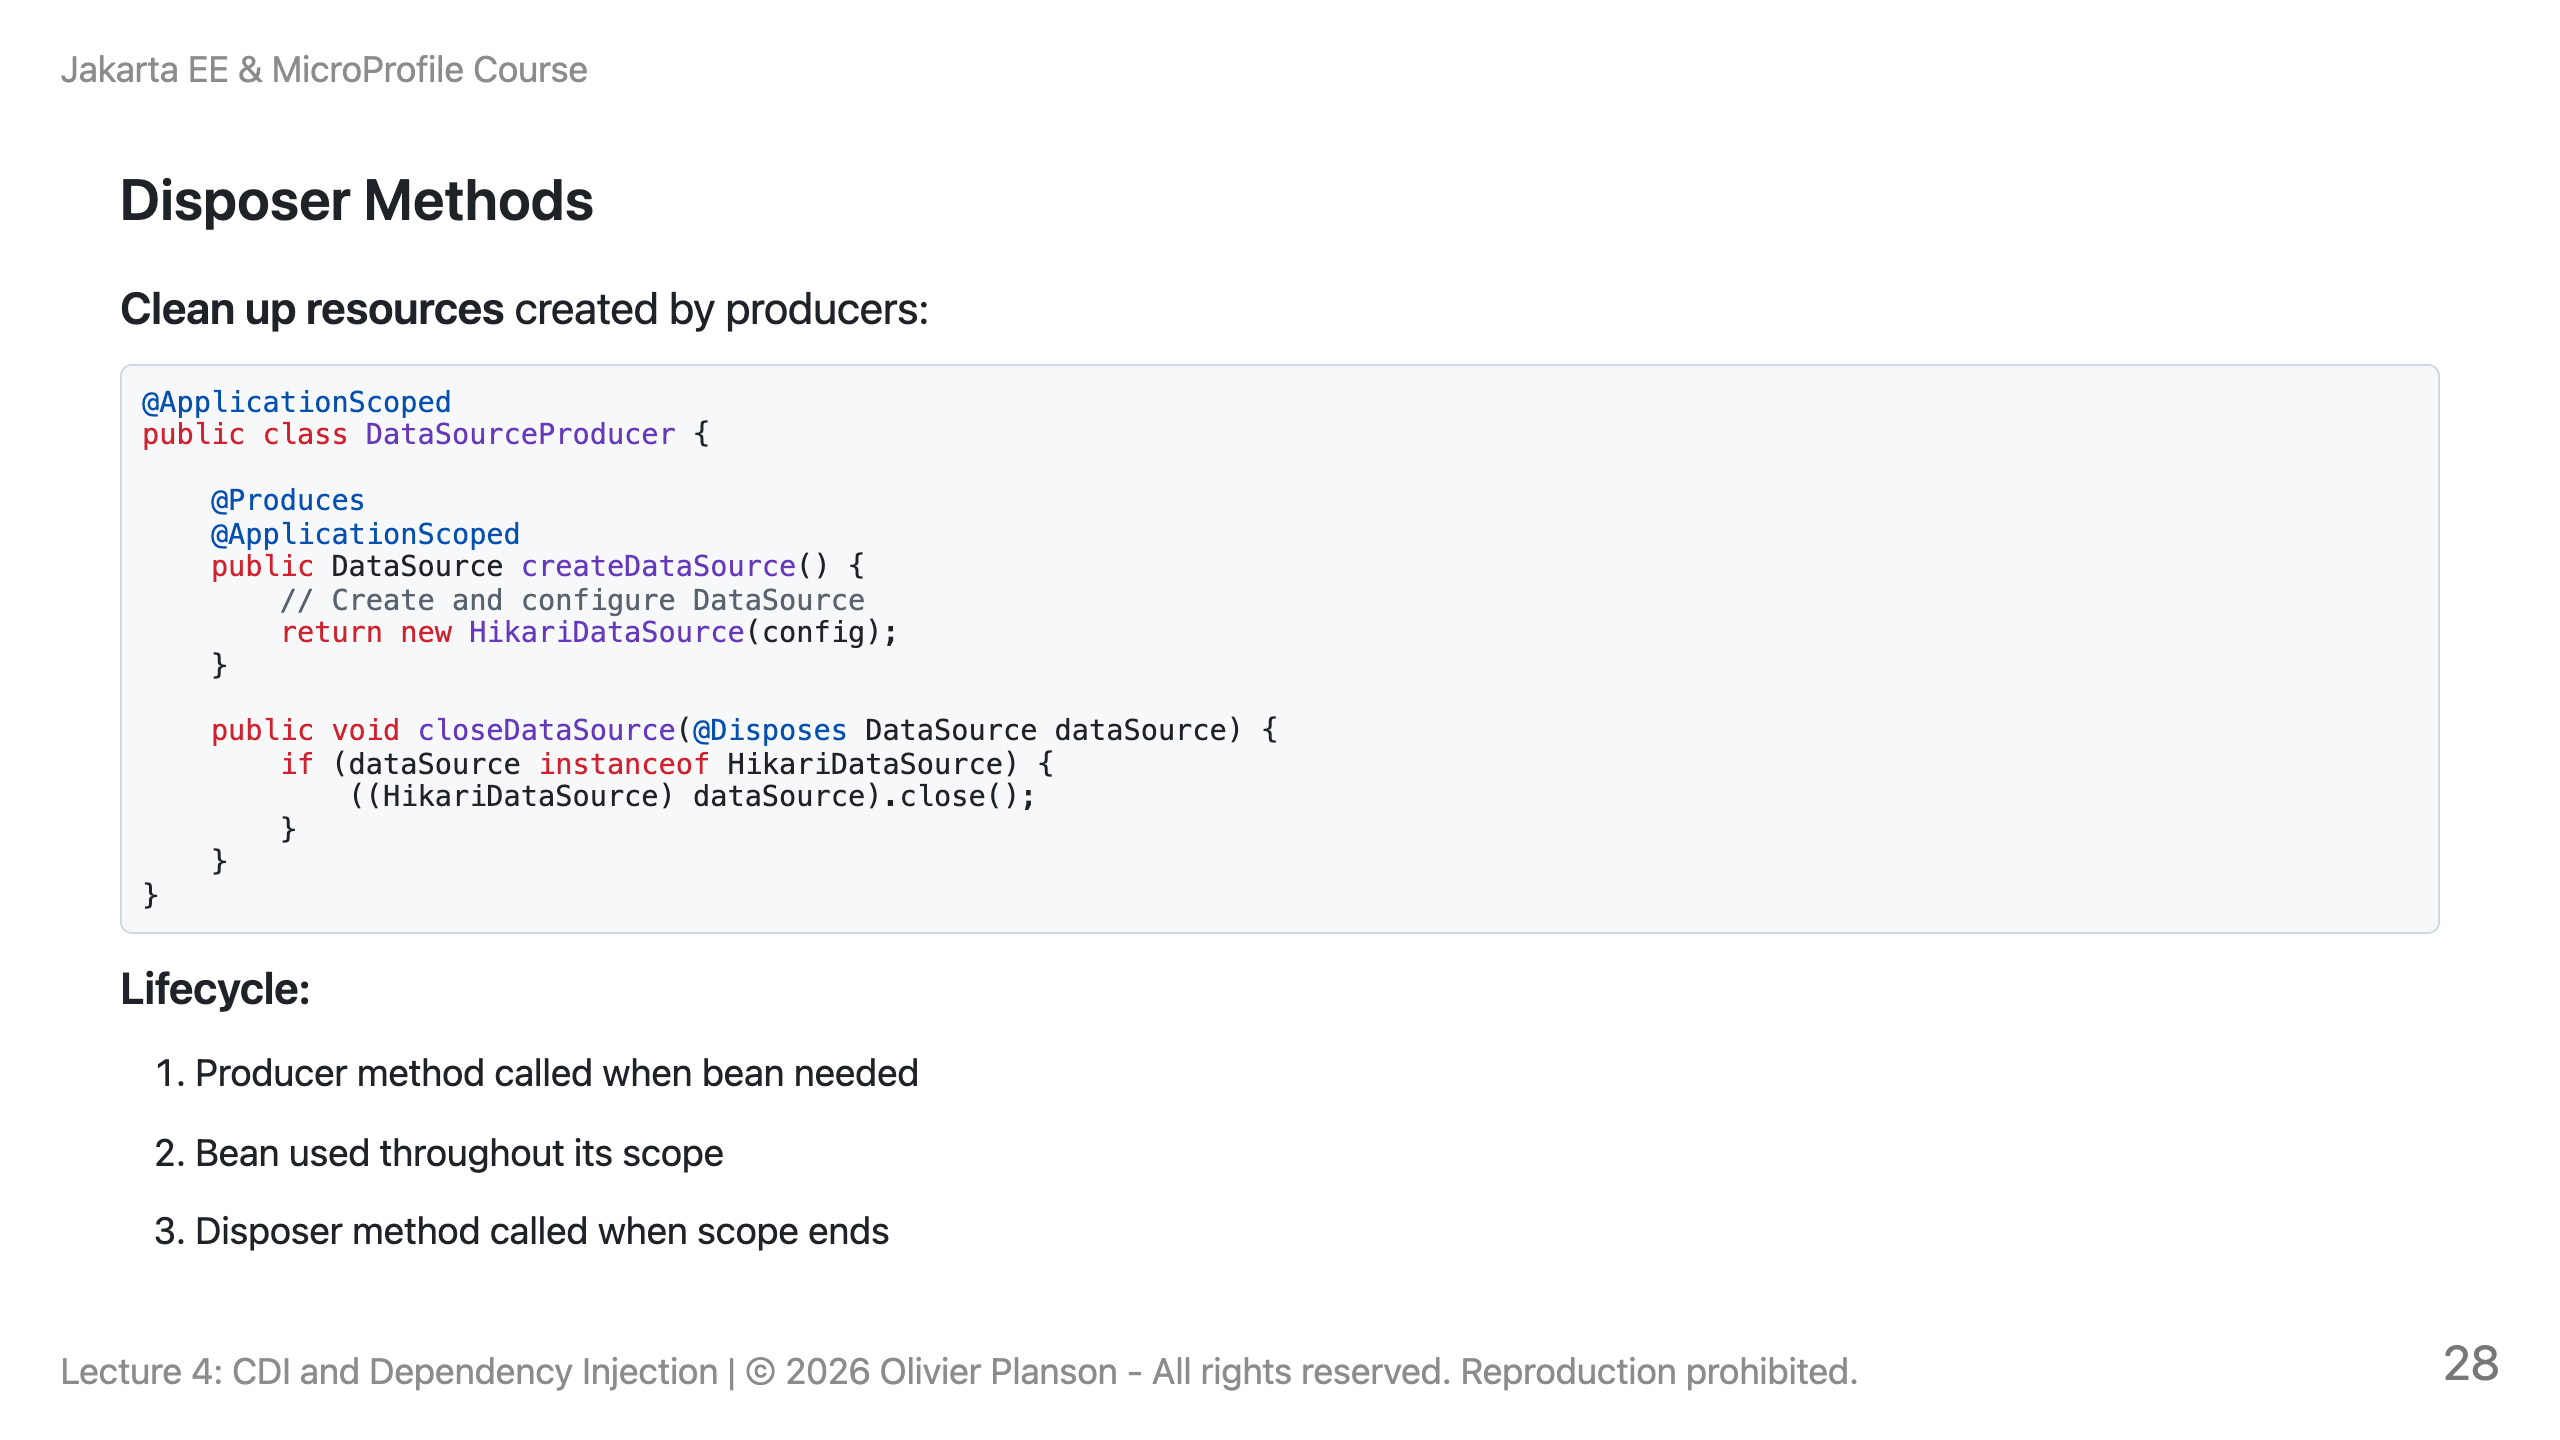 Jakarta EE & MicroProfile Course
Disposer Methods
Clean up resources created by producers:
@ApplicationScoped
public class DataSourceProducer {
    @Produces
    @ApplicationScoped
    public DataSource createDataSource() {
        // Create and configure DataSource
        return new HikariDataSource(config);
    }
    public void closeDataSource(@Disposes DataSource dataSource) {
        if (dataSource instanceof HikariDataSource) {
            ((HikariDataSource) dataSource).close();
        }
    }
}
Lifecycle:
1. Producer method called when bean needed
2. Bean used throughout its scope
3. Disposer method called when scope ends
Lecture 4: CDI and Dependency Injection | © 2026 Olivier Planson - All rights reserved. Reproduction prohibited.
28